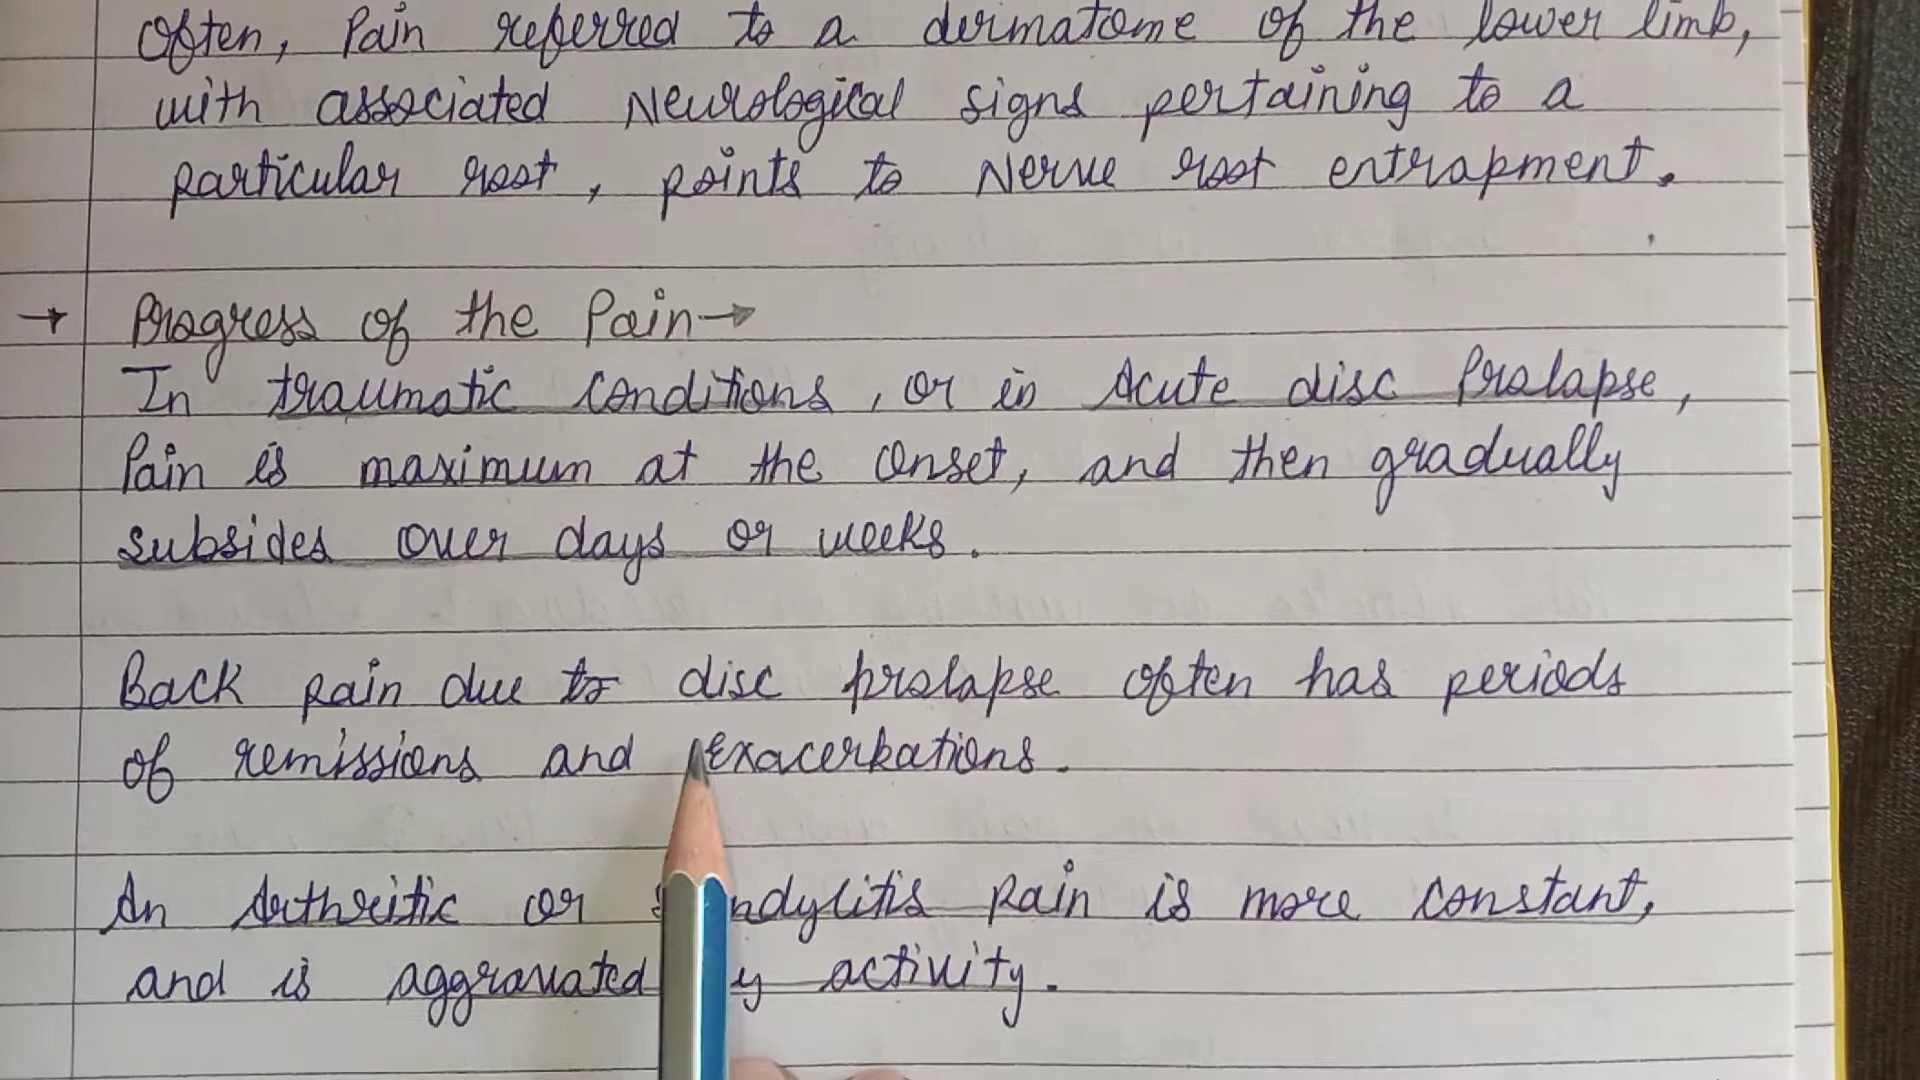 Often, Pain referred to a dermatome of the lower limb,
with associated Neurological signs pertaining to a
particular root, points to Nerve root entrapment.
→ Progress of the Pain→
In traumatic conditions, or in Acute disc Prolapse,
Pain is maximum at the onset, and then gradually
subsides over days or weeks.
Back pain due to disc prolapse often has periods
of remissions and exacerbations.
An Arthritic or pain is more constant,
and is aggravated activity.